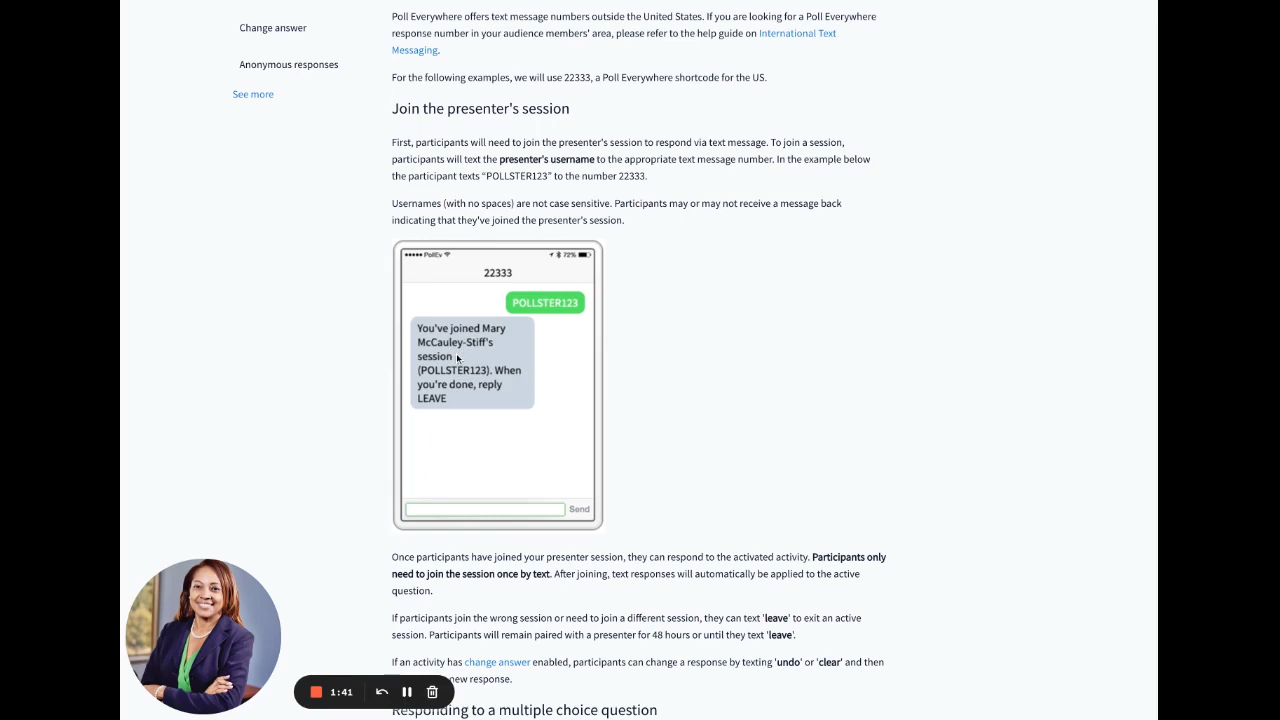 Change answer
Anonymous responses
See more
Poll Everywhere offers text message numbers outside the United States. If you are looking for a Poll Everywhere
response number in your audience members' area, please refer to the help guide on International Text
Messaging.
For the following examples, we will use 22333, a Poll Everywhere shortcode for the US.
Join the presenter's session
First, participants will need to join the presenter's session to respond via text message. To join a session,
participants will text the presenter's username to the appropriate text message number. In the example below
the participant texts “POLLSTER123” to the number 22333.
Usernames (with no spaces) are not case sensitive. Participants may or may not receive a message back
indicating that they've joined the presenter's session.
PollEv 72%
22333
POLLSTER123
You've joined Mary
McCauley-Stiff's
session
(POLLSTER123). When
you're done, reply
LEAVE
Send
Once participants have joined your presenter session, they can respond to the activated activity. Participants only
need to join the session once by text. After joining, text responses will automatically be applied to the active
question.
If participants join the wrong session or need to join a different session, they can text 'leave' to exit an active
session. Participants will remain paired with a presenter for 48 hours or until they text 'leave'.
If an activity has change answer enabled, participants can change a response by texting 'undo' or 'clear' and then
new response.
1:41
Responding to a multiple choice question